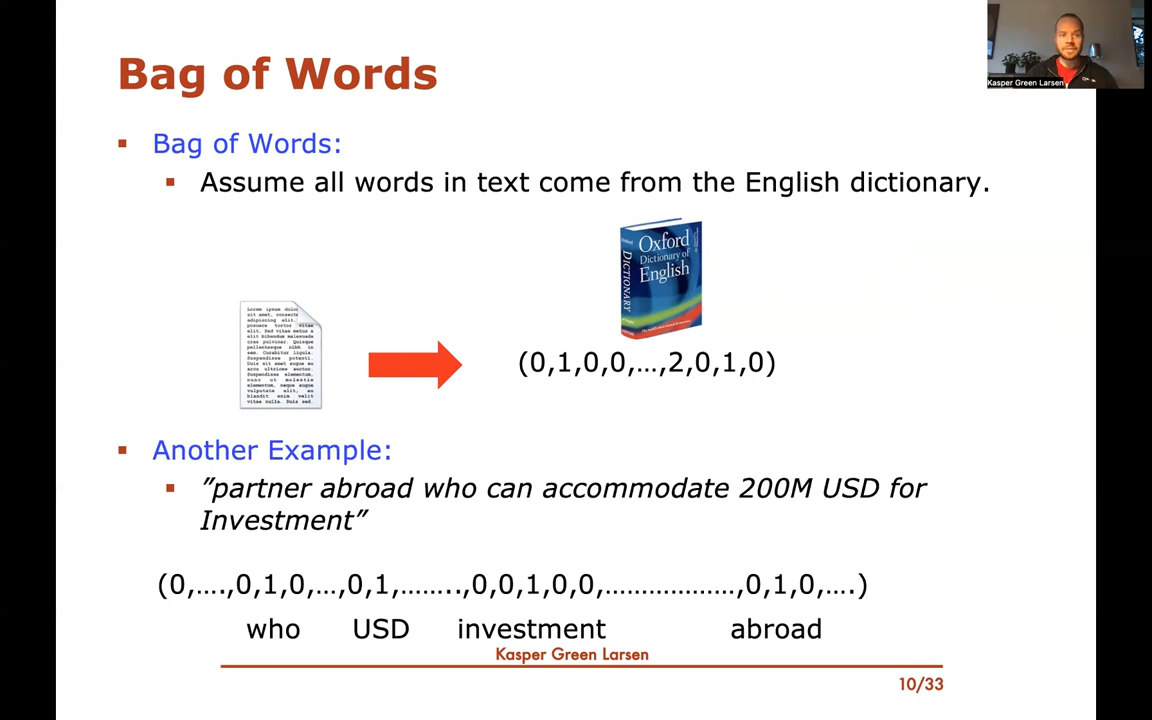 Bag of Words
Kasper Green Larsen
Bag of Words:
Assume all words in text come from the English dictionary.
Oxford
Dictionary of
English
DICTIONARY
(0,1,0,0,…,2,0,1,0)
Another Example:
”partner abroad who can accommodate 200M USD for
Investment”
(0,….,0,1,0,…,0,1,……..,0,0,1,0,0,………………,0,1,0,….)
who USD investment abroad
Kasper Green Larsen
10/33